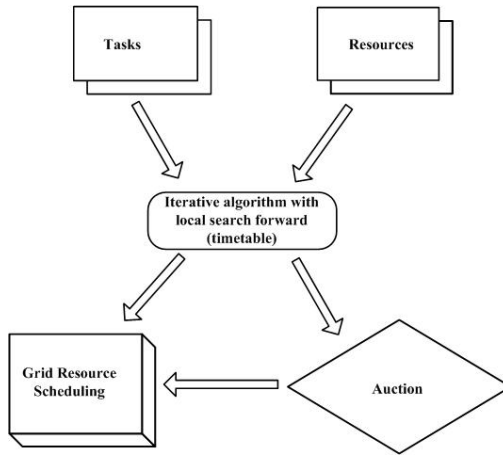 Tasks
Resources
Iterative algorithm with
local search forward
(timetable)
Grid Resource
Scheduling
Auction